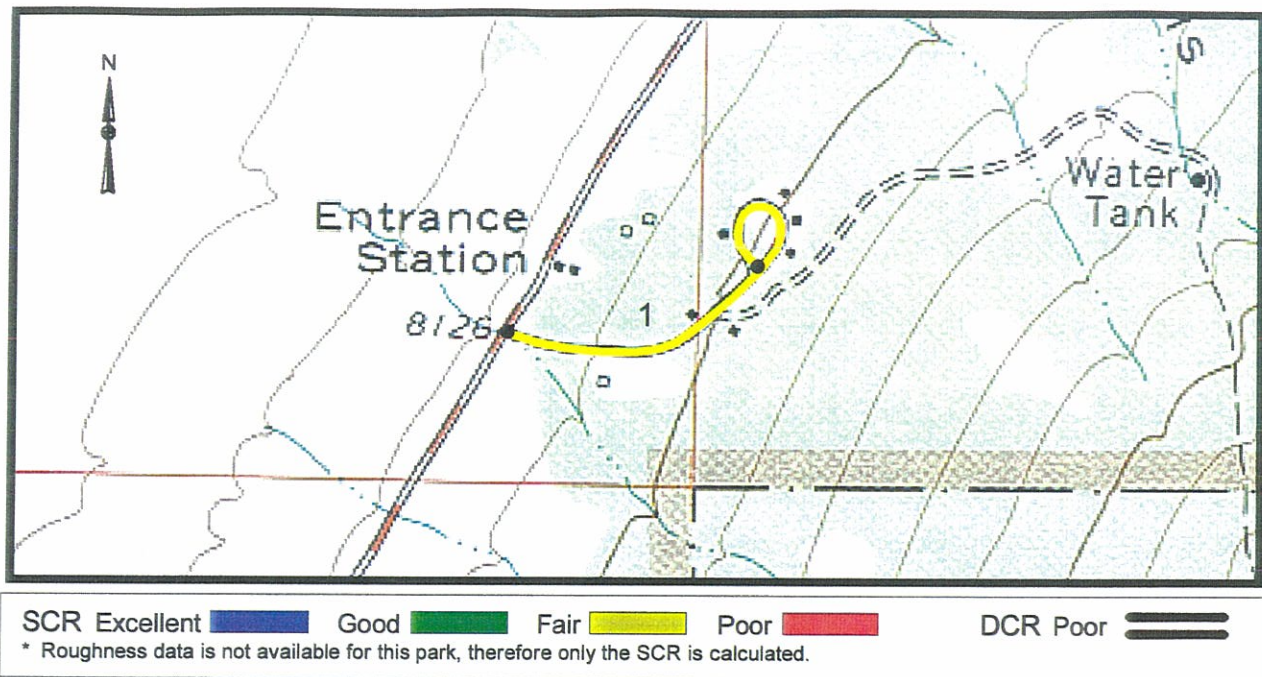 N
Entrance
Station
8126
1
Water
Tank
SCR Excellent Good Fair Poor DCR Poor
* Roughness data is not available for this park, therefore only the SCR is calculated.